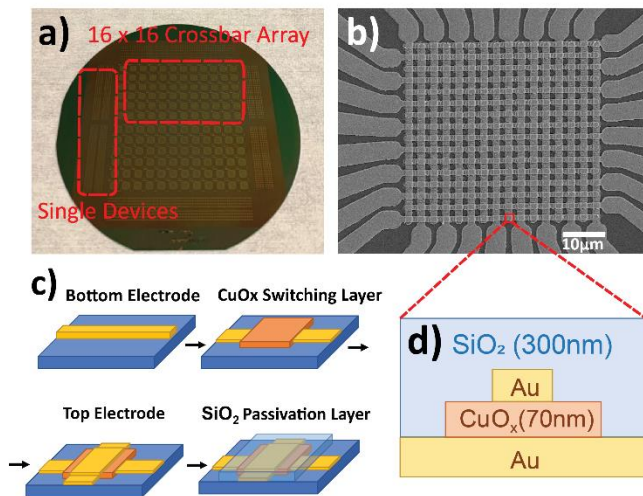 a)
16 x 16 Crossbar Array
Single Devices
b)
10μm
c)
Bottom Electrode
CuOx Switching Layer
Top Electrode
SiO₂ Passivation Layer
d)
SiO₂ (300nm)
Au
CuOₓ(70nm)
Au